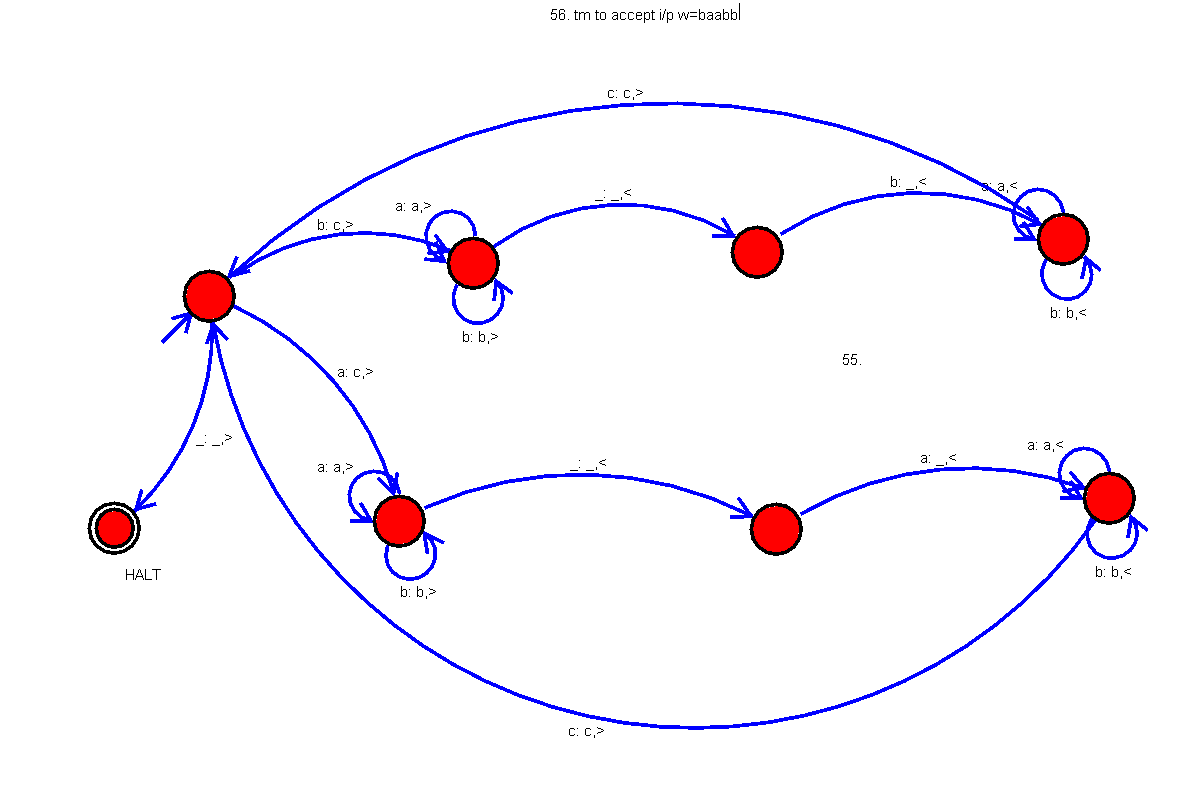 56. tm to accept i/p w=baabb
c: c,>
b: _,<
a: a,<
_: _,<
a: a,>
b: c,>
b: b,<
b: b,>
55.
a: c,>
_: _,>
a: a,<
a: _,<
_: _,<
a: a,>
HALT
b: b,<
b: b,>
c: c,>